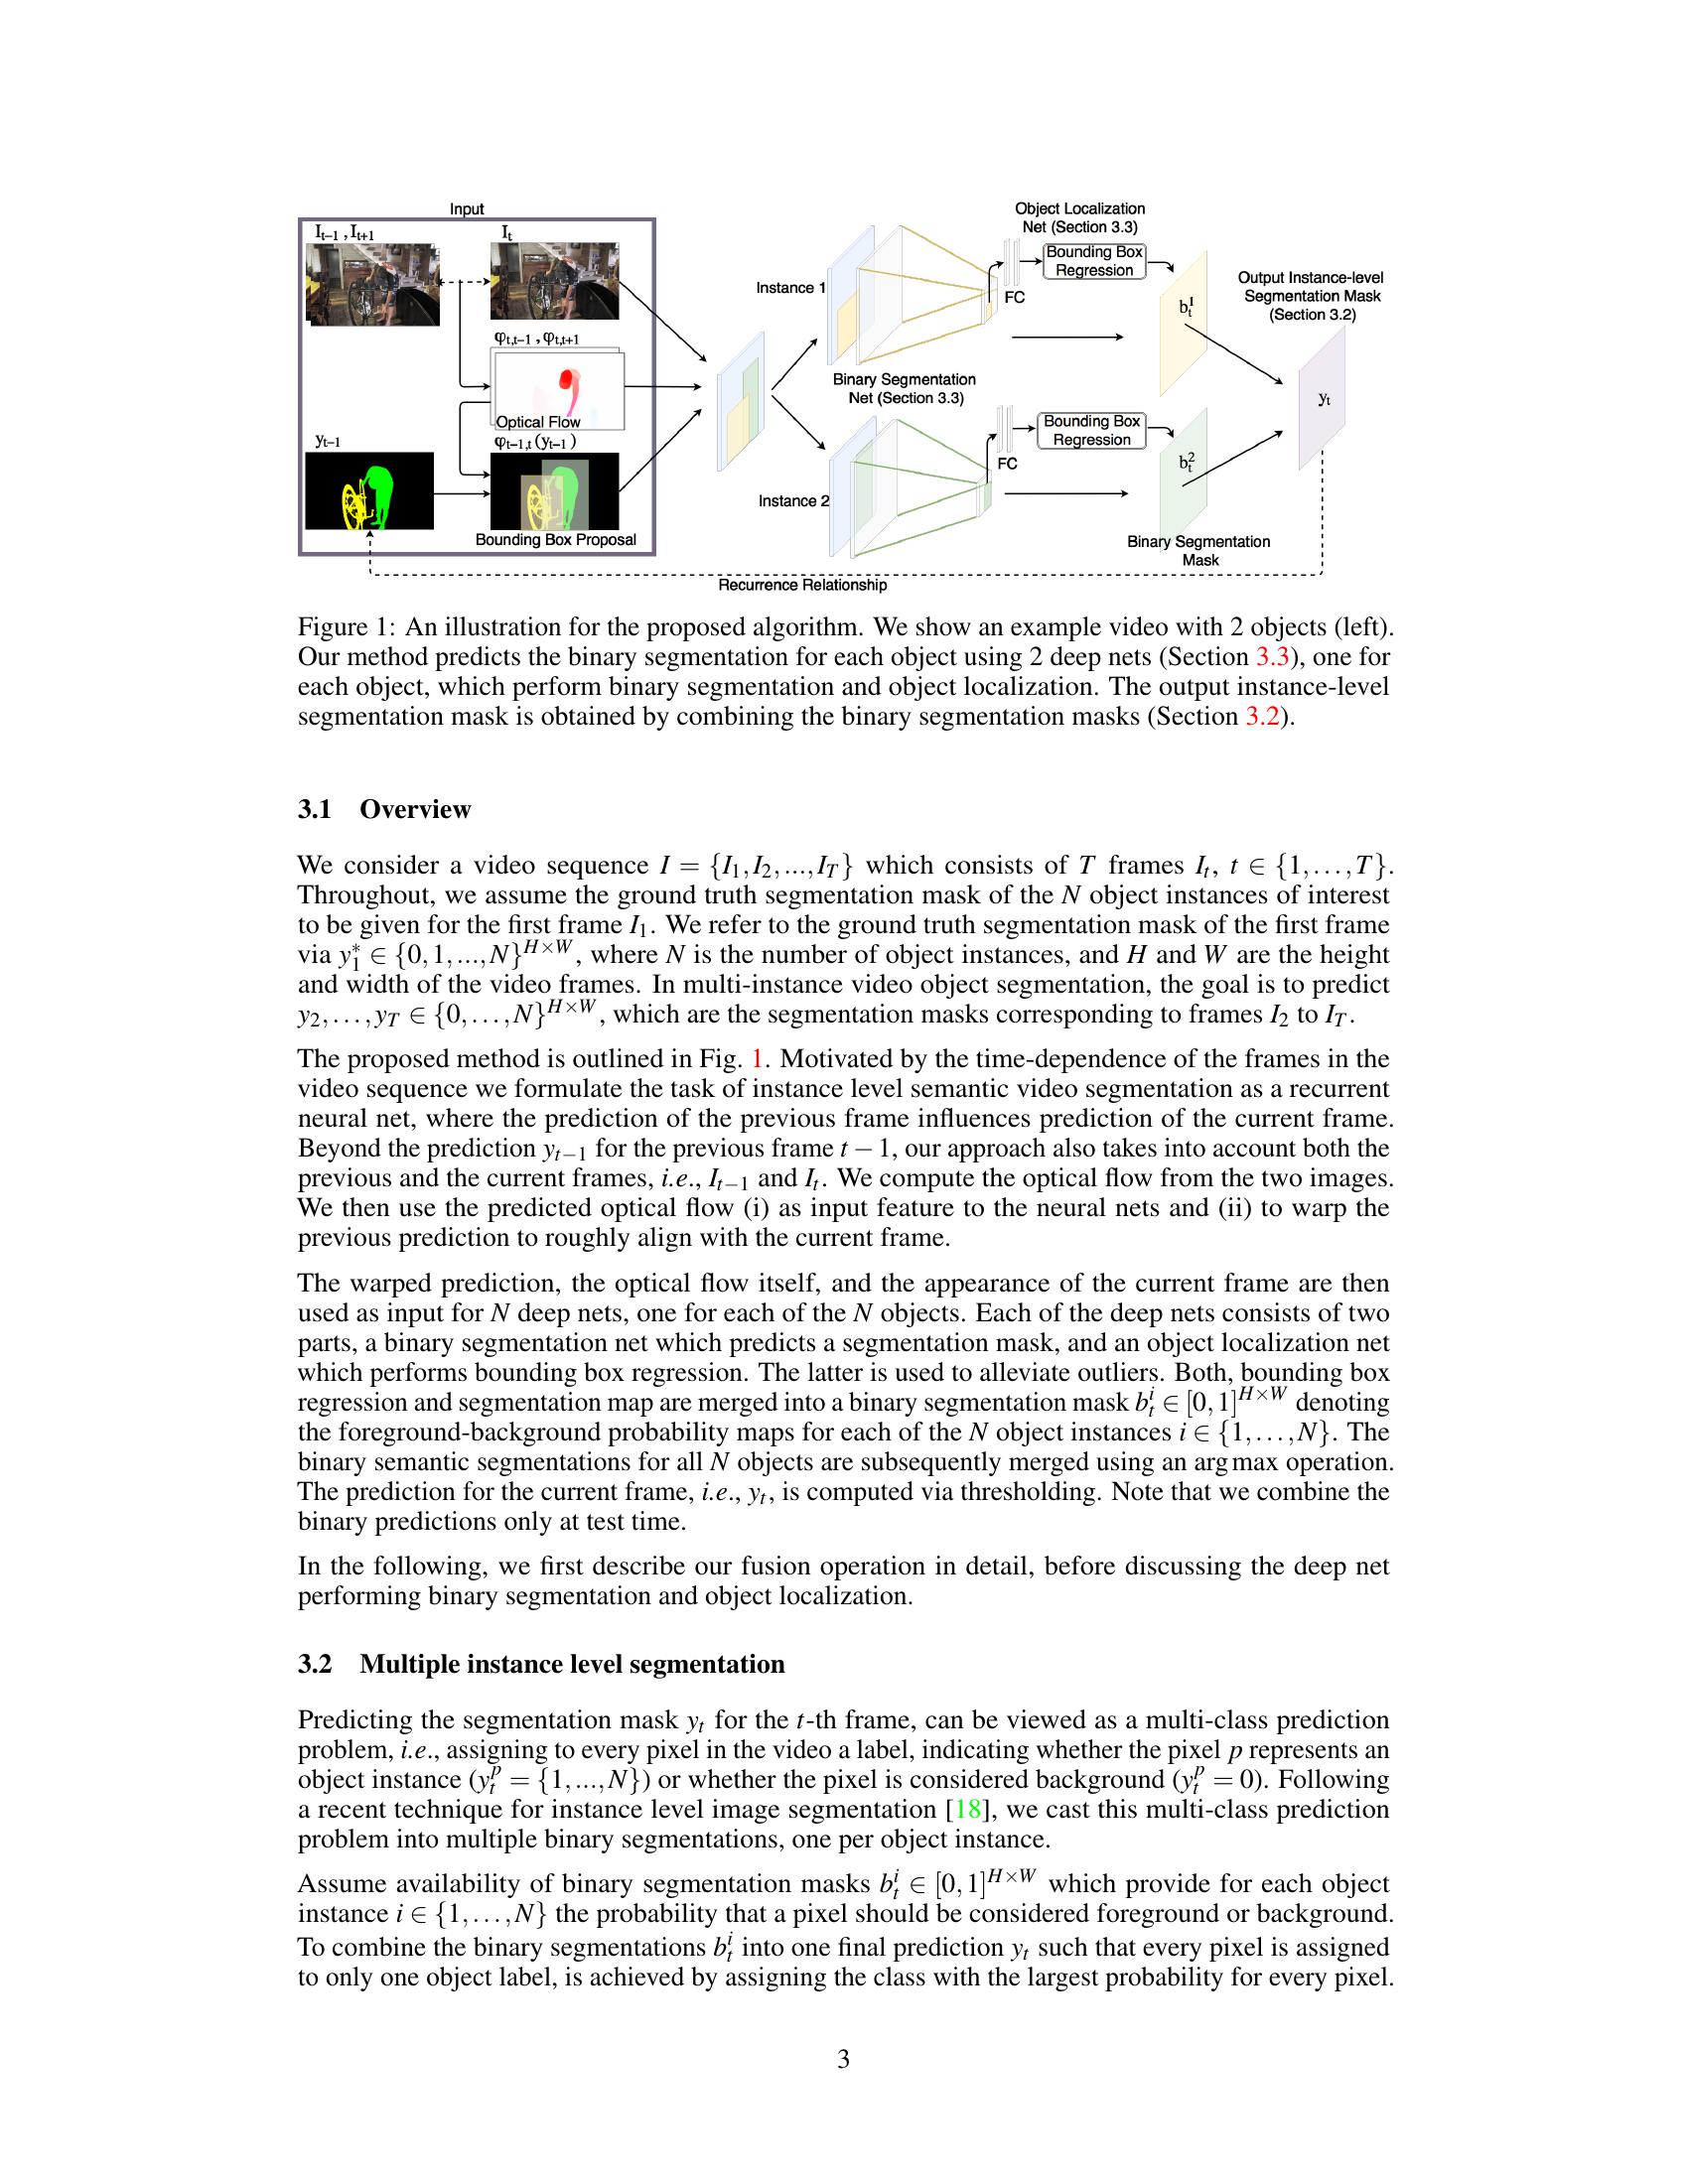 Input
I_{t−1} , I_{t+1}
I_t
φ_{t,t−1} , φ_{t,t+1}
Optical Flow
y_{t−1}
φ_{t−1,t} (y_{t−1})
Bounding Box Proposal
Instance 1
Instance 2
Binary Segmentation
Net (Section 3.3)
Object Localization
Net (Section 3.3)
FC
Bounding Box
Regression
FC
Bounding Box
Regression
b_t^1
b_t^2
Binary Segmentation
Mask
Output Instance-level
Segmentation Mask
(Section 3.2)
y_t
Recurrence Relationship
Figure 1: An illustration for the proposed algorithm. We show an example video with 2 objects (left).
Our method predicts the binary segmentation for each object using 2 deep nets (Section 3.3), one for
each object, which perform binary segmentation and object localization. The output instance-level
segmentation mask is obtained by combining the binary segmentation masks (Section 3.2).
3.1 Overview
We consider a video sequence I = {I_1, I_2, ..., I_T} which consists of T frames I_t, t ∈ {1, . . . , T}.
Throughout, we assume the ground truth segmentation mask of the N object instances of interest
to be given for the first frame I_1. We refer to the ground truth segmentation mask of the first frame
via y_1^* ∈ {0, 1, ..., N}^{H×W}, where N is the number of object instances, and H and W are the height
and width of the video frames. In multi-instance video object segmentation, the goal is to predict
y_2, . . . , y_T ∈ {0, . . . , N}^{H×W}, which are the segmentation masks corresponding to frames I_2 to I_T.
The proposed method is outlined in Fig. 1. Motivated by the time-dependence of the frames in the
video sequence we formulate the task of instance level semantic video segmentation as a recurrent
neural net, where the prediction of the previous frame influences prediction of the current frame.
Beyond the prediction y_{t−1} for the previous frame t − 1, our approach also takes into account both the
previous and the current frames, i.e., I_{t−1} and I_t. We compute the optical flow from the two images.
We then use the predicted optical flow (i) as input feature to the neural nets and (ii) to warp the
previous prediction to roughly align with the current frame.
The warped prediction, the optical flow itself, and the appearance of the current frame are then
used as input for N deep nets, one for each of the N objects. Each of the deep nets consists of two
parts, a binary segmentation net which predicts a segmentation mask, and an object localization net
which performs bounding box regression. The latter is used to alleviate outliers. Both, bounding box
regression and segmentation map are merged into a binary segmentation mask b_t^i ∈ [0, 1]^{H×W} denoting
the foreground-background probability maps for each of the N object instances i ∈ {1, . . . , N}. The
binary semantic segmentations for all N objects are subsequently merged using an arg max operation.
The prediction for the current frame, i.e., y_t, is computed via thresholding. Note that we combine the
binary predictions only at test time.
In the following, we first describe our fusion operation in detail, before discussing the deep net
performing binary segmentation and object localization.
3.2 Multiple instance level segmentation
Predicting the segmentation mask y_t for the t-th frame, can be viewed as a multi-class prediction
problem, i.e., assigning to every pixel in the video a label, indicating whether the pixel p represents an
object instance (y_t^p = {1, ..., N}) or whether the pixel is considered background (y_t^p = 0). Following
a recent technique for instance level image segmentation [18], we cast this multi-class prediction
problem into multiple binary segmentations, one per object instance.
Assume availability of binary segmentation masks b_t^i ∈ [0, 1]^{H×W} which provide for each object
instance i ∈ {1, . . . , N} the probability that a pixel should be considered foreground or background.
To combine the binary segmentations b_t^i into one final prediction y_t such that every pixel is assigned
to only one object label, is achieved by assigning the class with the largest probability for every pixel.
3